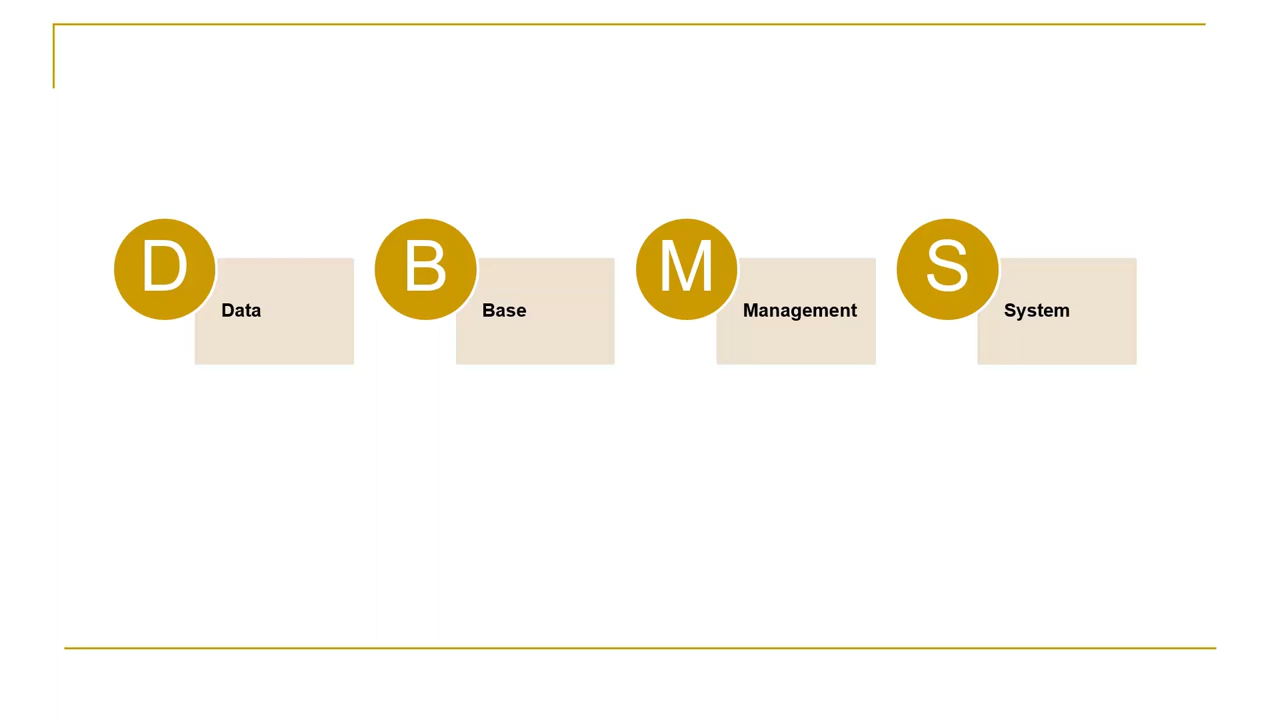 D
Data
B
Base
M
Management
S
System